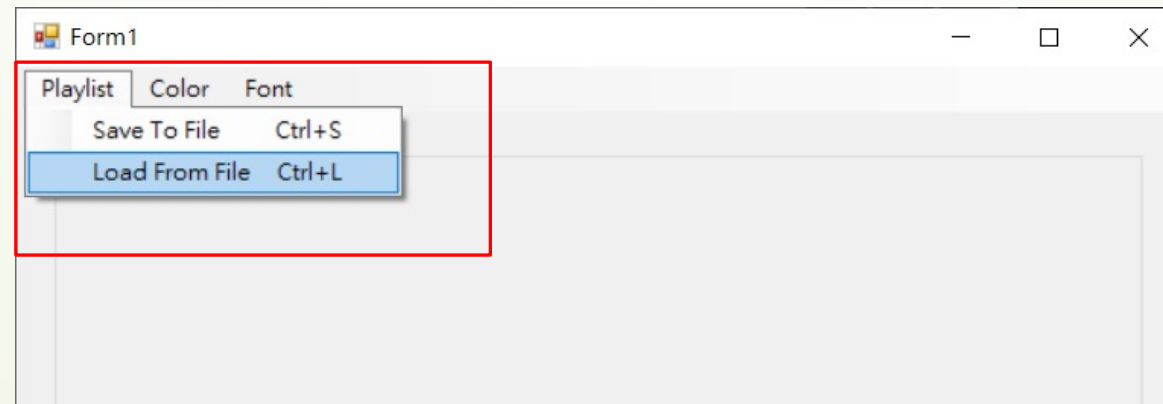 Form1
Playlist Color Font
Save To File Ctrl+S
Load From File Ctrl+L